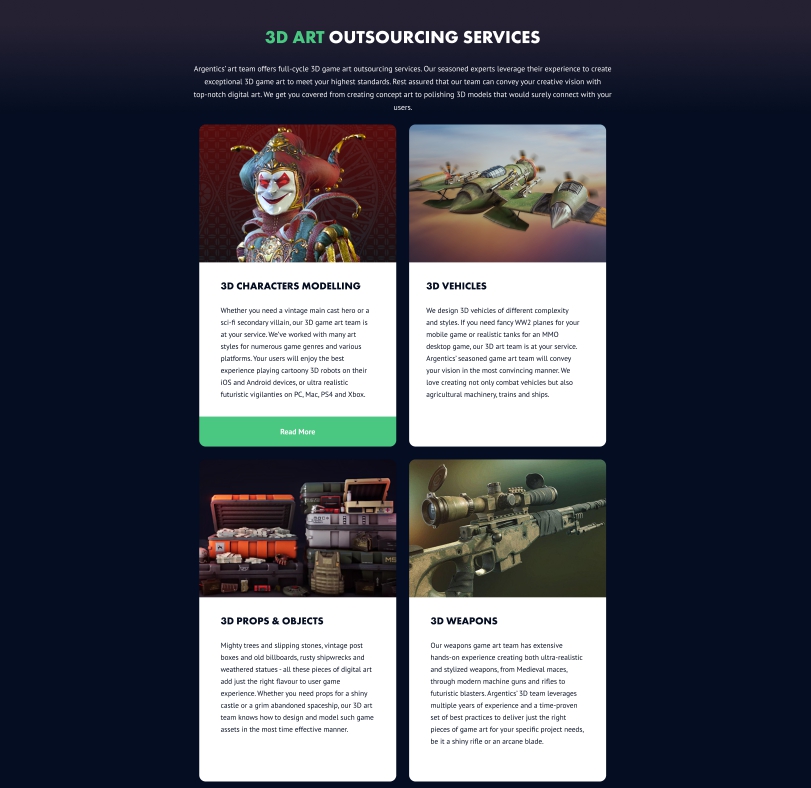 3D ART OUTSOURCING SERVICES
Argentics' art team offers full-cycle 3D game art outsourcing services. Our seasoned experts leverage their experience to create
exceptional 3D game art to meet your highest standards. Rest assured that our team can convey your creative vision with
top-notch digital art. We get you covered from creating concept art to polishing 3D models that would surely connect with your
users.
3D CHARACTERS MODELLING
Whether you need a vintage main cast hero or a
sci-fi secondary villain, our 3D game art team is
at your service. We've worked with many art
styles for numerous game genres and various
platforms. Your users will enjoy the best
experience playing cartoony 3D robots on their
iOS and Android devices, or ultra realistic
futuristic vigilanties on PC, Mac, PS4 and Xbox.
Read More
3D VEHICLES
We design 3D vehicles of different complexity
and styles. If you need fancy WW2 planes for your
mobile game or realistic tanks for an MMO
desktop game, our 3D art team is at your service.
Argentics' seasoned game art team will convey
your vision in the most convincing manner. We
love creating not only combat vehicles but also
agricultural machinery, trains and ships.
3D PROPS & OBJECTS
Mighty trees and slipping stones, vintage post
boxes and old billboards, rusty shipwrecks and
weathered statues - all these pieces of digital art
add just the right flavour to user game
experience. Whether you need props for a shiny
castle or a grim abandoned spaceship, our 3D art
team knows how to design and model such game
assets in the most time effective manner.
3D WEAPONS
Our weapons game art team has extensive
hands-on experience creating both ultra-realistic
and stylized weapons, from Medieval maces,
through modern machine guns and rifles to
futuristic blasters. Argentics' 3D team leverages
multiple years of experience and a time-proven
set of best practices to deliver just the right
pieces of game art for your specific project needs,
be it a shiny rifle or an arcane blade.